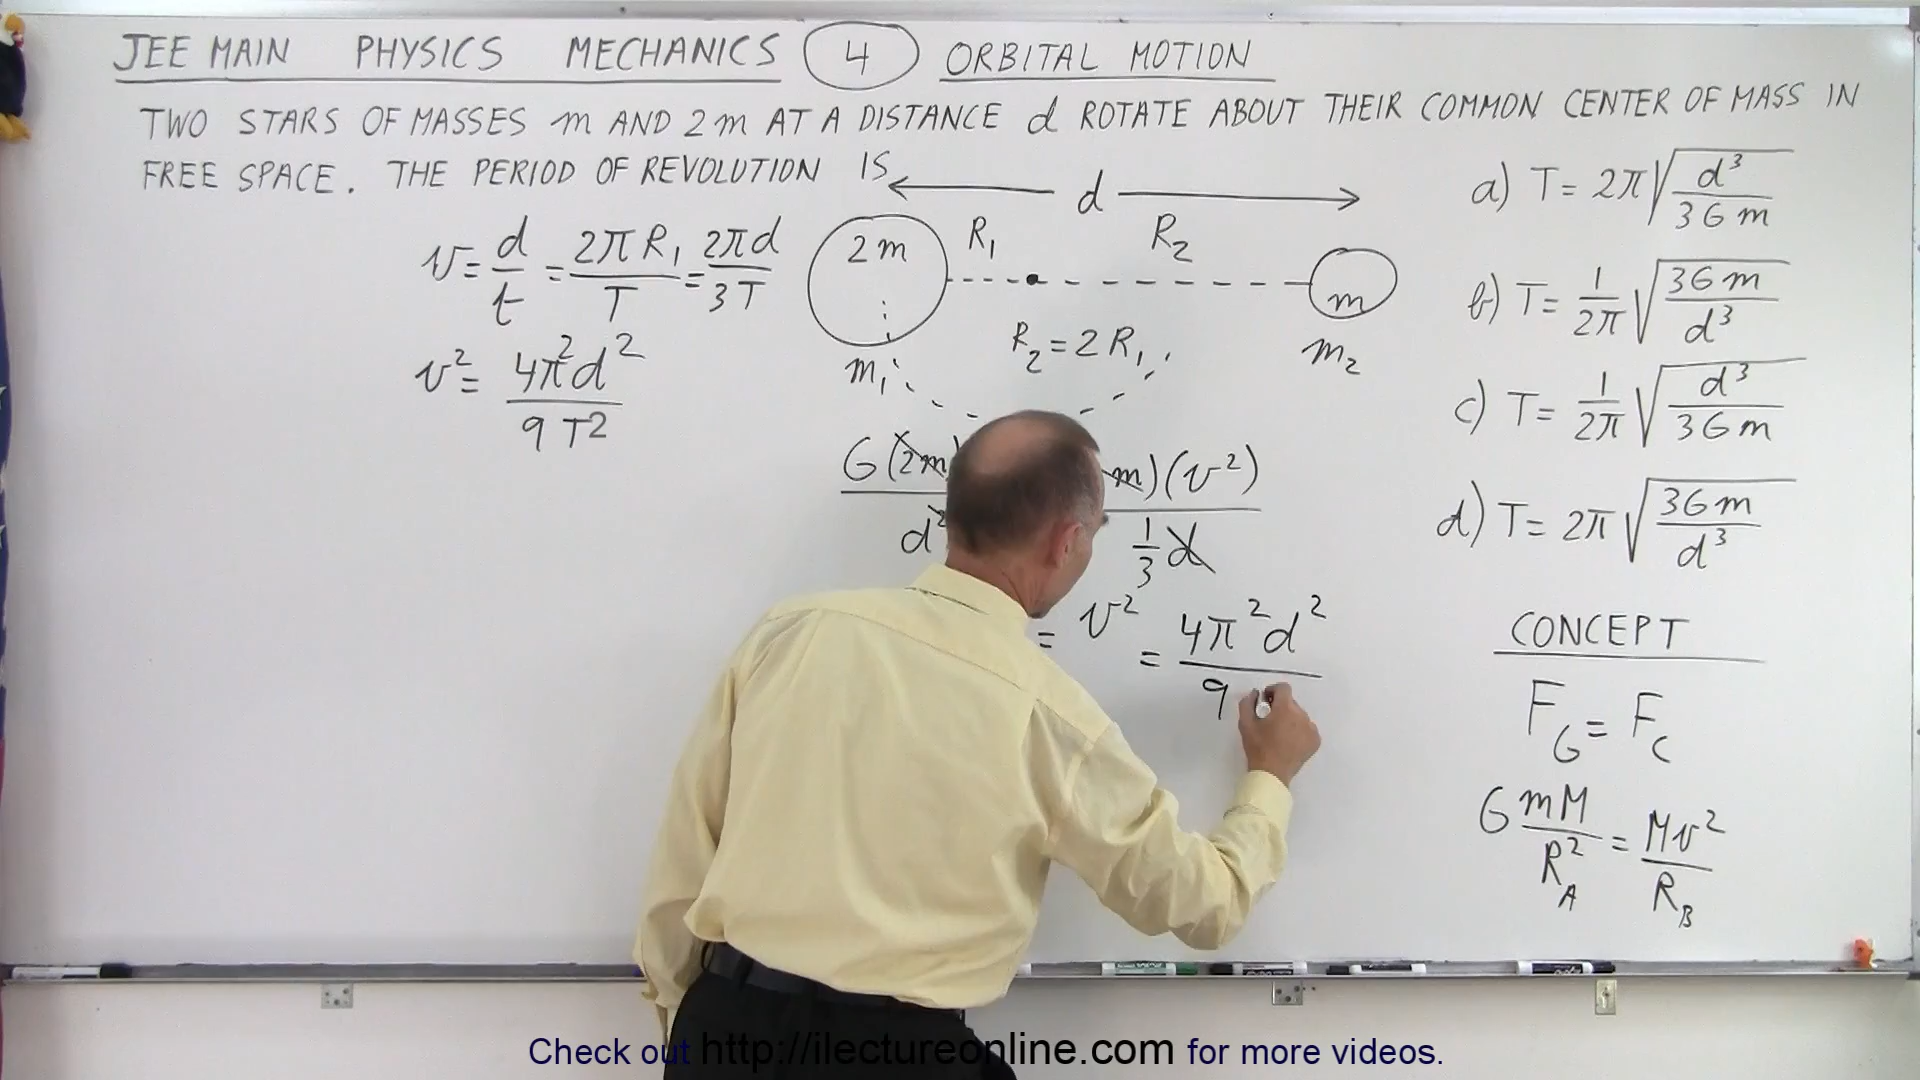 JEE MAIN PHYSICS MECHANICS 4 ORBITAL MOTION
TWO STARS OF MASSES m AND 2m AT A DISTANCE d ROTATE ABOUT THEIR COMMON CENTER OF MASS IN
FREE SPACE. THE PERIOD OF REVOLUTION IS
d
R₁ R₂
2m
m
m₁
m₂
R₂ = 2R₁
v = d/t = 2πR₁/T = 2πd/3T
v² = 4π²d²/9T²
G(2m
d²
m)(v²)
1/3 d
= v² = 4π²d²/9
a) T = 2π√(d³/3Gm)
b) T = 1/2π √(3Gm/d³)
c) T = 1/2π √(d³/3Gm)
d) T = 2π√(3Gm/d³)
CONCEPT
F_G = F_C
G mM/R_A² = Mv²/R_B
Check out http://ilectureonline.com for more videos.